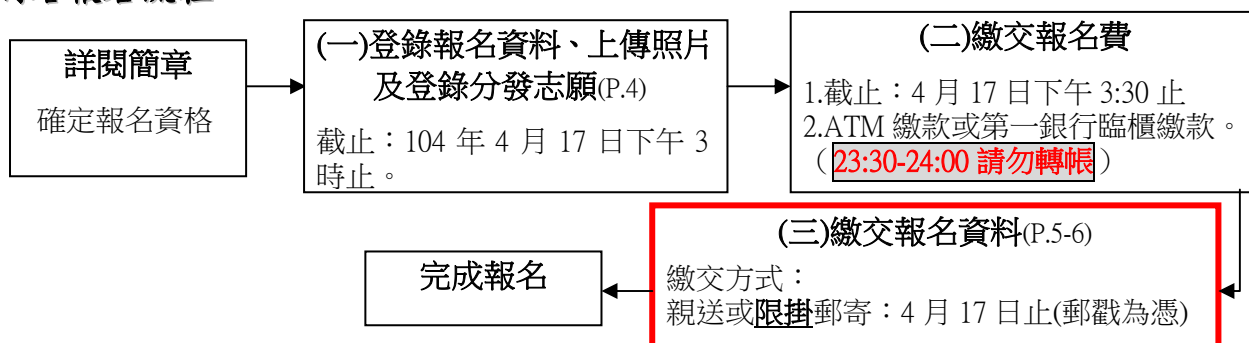 詳閱簡章
確定報名資格
(一)登錄報名資料、上傳照片
及登錄分發志願(P.4)
截止：104 年 4 月 17 日下午 3
時止。
(二)繳交報名費
1.截止：4 月 17 日下午 3:30 止
2.ATM 繳款或第一銀行臨櫃繳款。
（23:30-24:00 請勿轉帳）
(三)繳交報名資料(P.5-6)
繳交方式：
親送或限掛郵寄：4 月 17 日止(郵戳為憑)
完成報名